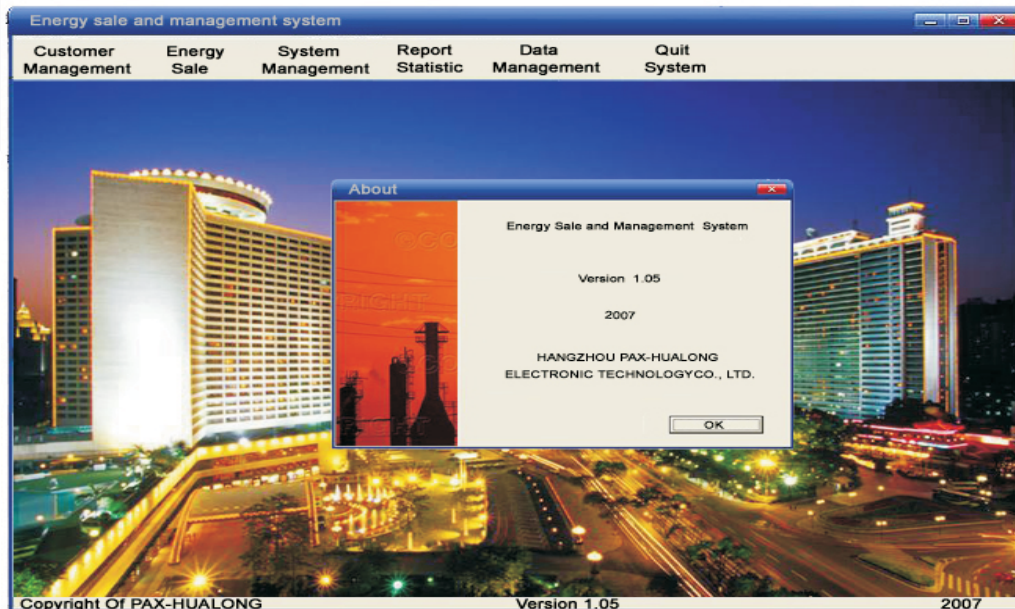 Energy sale and management system
Customer Management
Energy Sale
System Management
Report Statistic
Data Management
Quit System
About
Energy Sale and Management System
Version 1.05
2007
HANGZHOU PAX-HUALONG
ELECTRONIC TECHNOLOGYCO., LTD.
OK
Copyright Of PAX-HUALONG
Version 1.05
2007